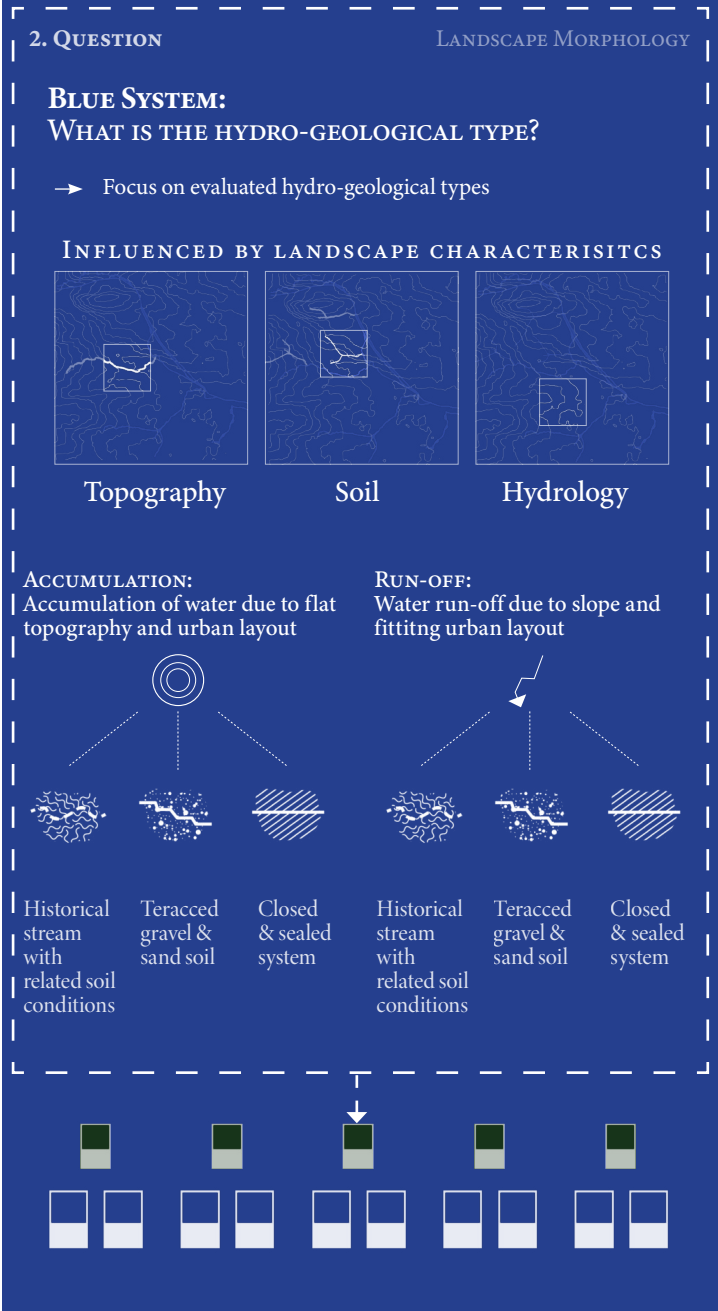 2. Question
Landscape Morphology
Blue System:
What is the hydro-geological type?
Focus on evaluated hydro-geological types
Influenced by landscape characterisitcs
Topography
Soil
Hydrology
Accumulation:
Accumulation of water due to flat
topography and urban layout
Run-off:
Water run-off due to slope and
fittitng urban layout
Historical
stream
with
related soil
conditions
Teracced
gravel &
sand soil
Closed
& sealed
system
Historical
stream
with
related soil
conditions
Teracced
gravel &
sand soil
Closed
& sealed
system